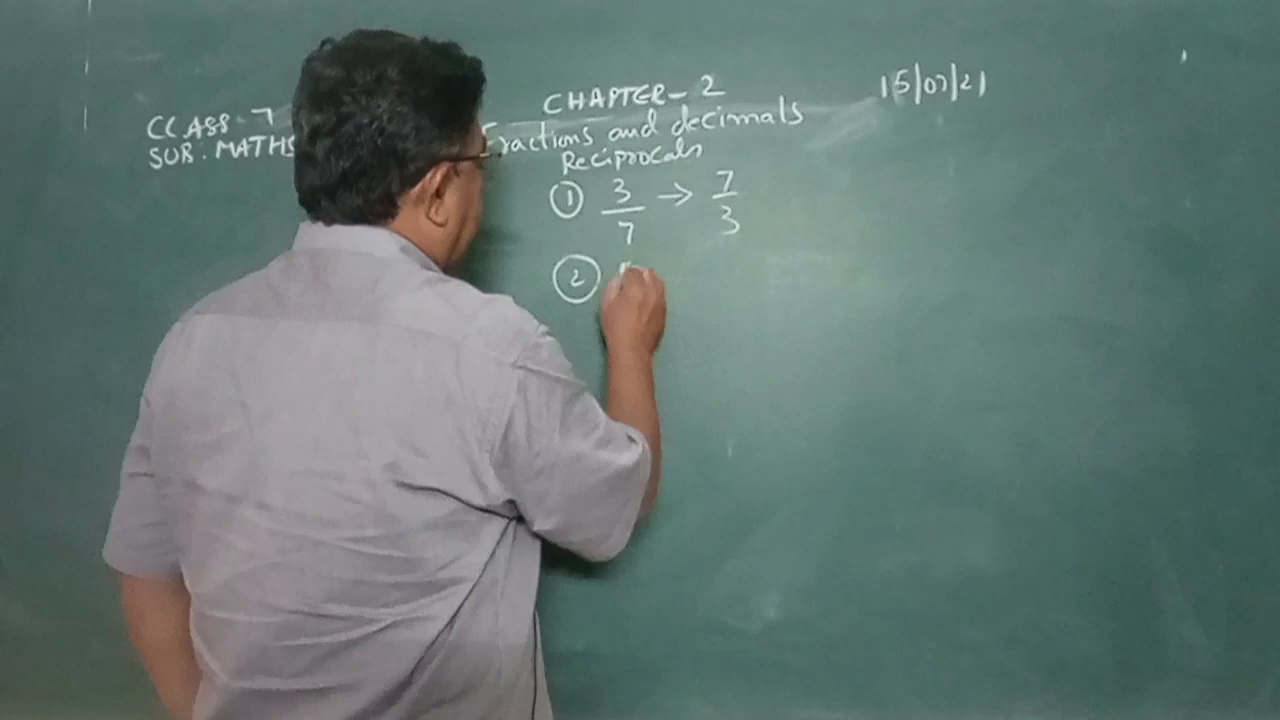 CLASS - 7
SUB. MATHS
CHAPTER - 2
Fractions and decimals
Reciprocals
15/07/21
① 3/7 → 7/3
②